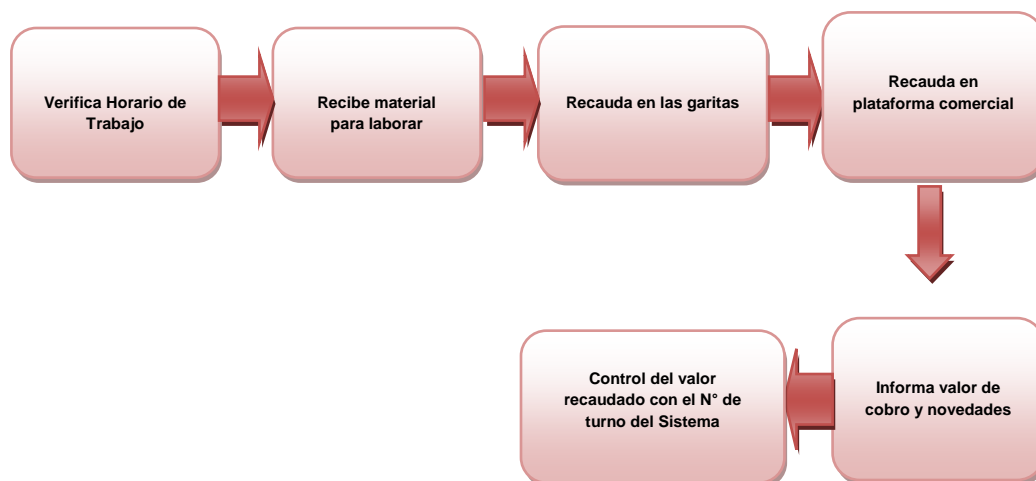 Verifica Horario de
Trabajo
Recibe material
para laborar
Recauda en las garitas
Recauda en
plataforma comercial
Informa valor de
cobro y novedades
Control del valor
recaudado con el N° de
turno del Sistema